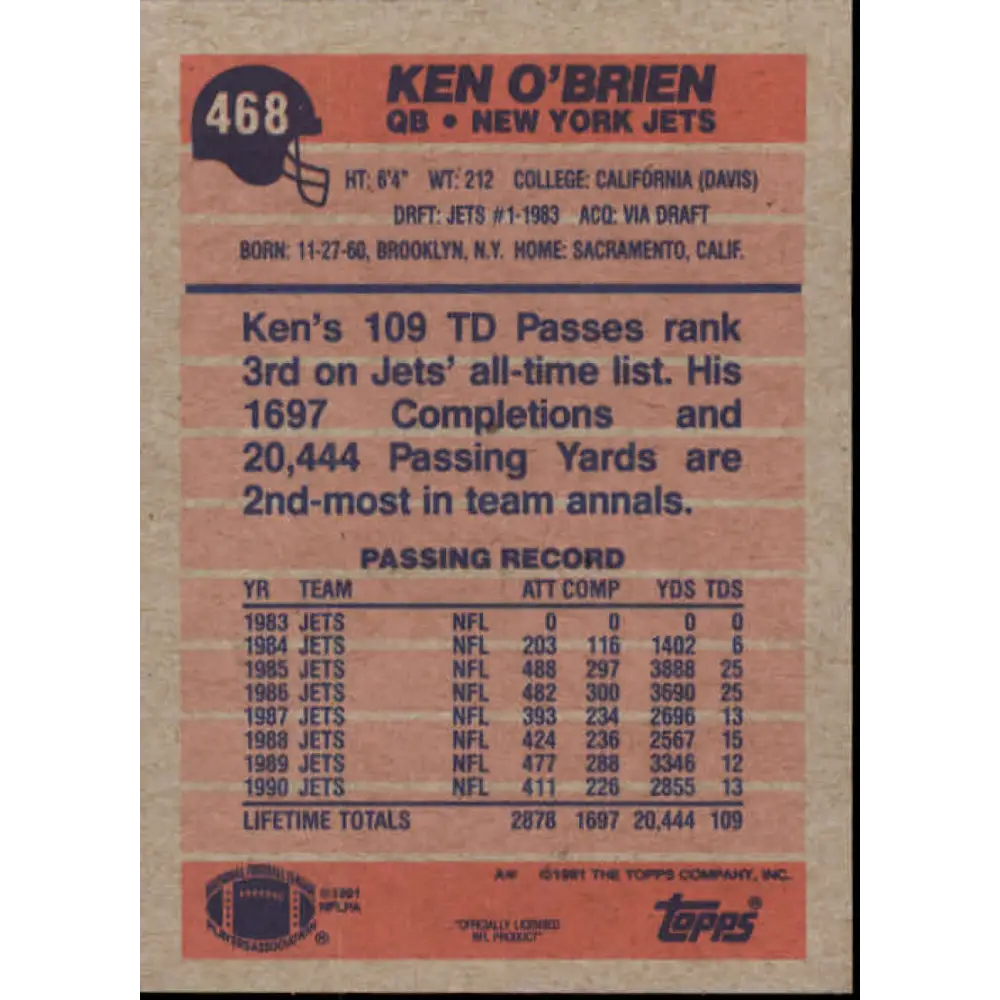 468
KEN O'BRIEN
QB • NEW YORK JETS
HT: 6'4" WT: 212 COLLEGE: CALIFORNIA (DAVIS)
DRFT: JETS #1-1983 ACQ: VIA DRAFT
BORN: 11-27-60, BROOKLYN, N.Y. HOME: SACRAMENTO, CALIF.
Ken's 109 TD Passes rank
3rd on Jets' all-time list. His
1697 Completions and
20,444 Passing Yards are
2nd-most in team annals.
PASSING RECORD
YR TEAM ATT COMP YDS TDS
1983 JETS NFL 0 0 0 0
1984 JETS NFL 203 116 1402 6
1985 JETS NFL 488 297 3888 25
1986 JETS NFL 482 300 3690 25
1987 JETS NFL 393 234 2696 13
1988 JETS NFL 424 236 2567 15
1989 JETS NFL 477 288 3346 12
1990 JETS NFL 411 226 2855 13
LIFETIME TOTALS 2878 1697 20,444 109
A* ©1991 THE TOPPS COMPANY, INC.
NATIONAL FOOTBALL LEAGUE
PLAYERS ASSOCIATION ®
©1991
NFLPA
"OFFICIALLY LICENSED
NFL PRODUCT"
topps®